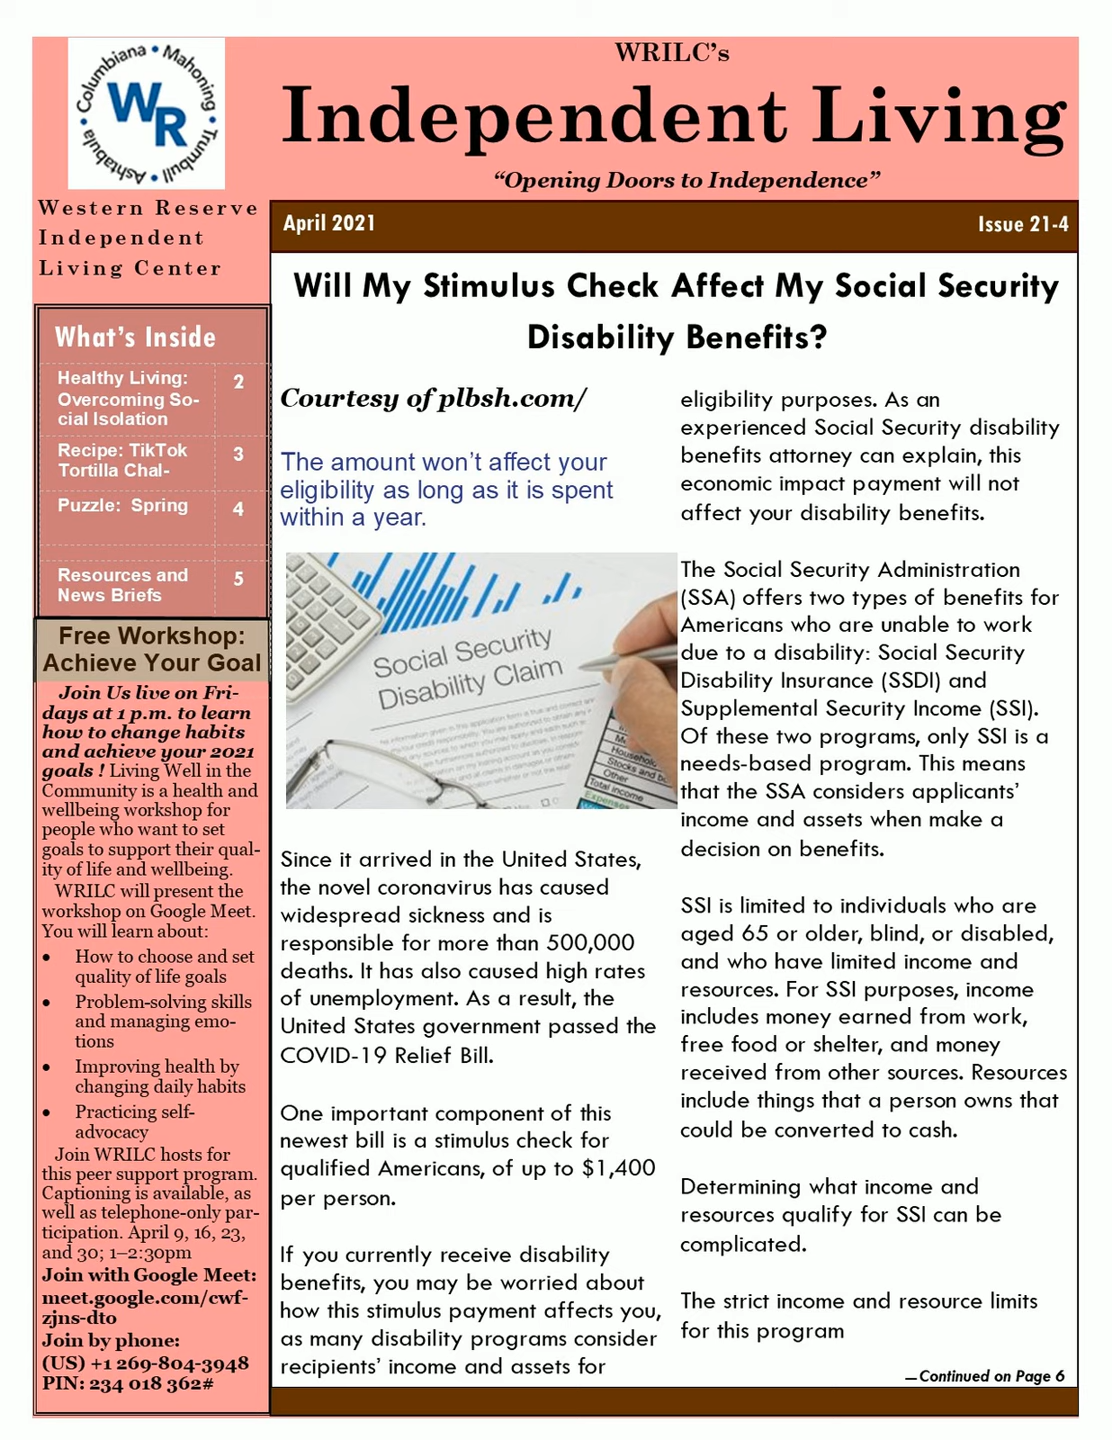 Columbiana • Mahoning • Trumbull • Ashtabula •
WR
WRILC's
Independent Living
“Opening Doors to Independence”
Western Reserve
Independent
Living Center
April 2021
Issue 21-4
What's Inside
Healthy Living: 2
Overcoming So-
cial Isolation
Recipe: TikTok 3
Tortilla Chal-
Puzzle: Spring 4
Resources and 5
News Briefs
Free Workshop:
Achieve Your Goal
Join Us live on Fri-
days at 1 p.m. to learn
how to change habits
and achieve your 2021
goals ! Living Well in the
Community is a health and
wellbeing workshop for
people who want to set
goals to support their qual-
ity of life and wellbeing.
WRILC will present the
workshop on Google Meet.
You will learn about:
• How to choose and set
quality of life goals
• Problem-solving skills
and managing emo-
tions
• Improving health by
changing daily habits
• Practicing self-
advocacy
Join WRILC hosts for
this peer support program.
Captioning is available, as
well as telephone-only par-
ticipation. April 9, 16, 23,
and 30; 1–2:30pm
Join with Google Meet:
meet.google.com/cwf-
zjns-dto
Join by phone:
(US) +1 269-804-3948
PIN: 234 018 362#
Will My Stimulus Check Affect My Social Security
Disability Benefits?
Courtesy of plbsh.com/
The amount won't affect your
eligibility as long as it is spent
within a year.
Social Security
Disability Claim
Household
Stocks and b
Other
Total income
Expenses
Since it arrived in the United States,
the novel coronavirus has caused
widespread sickness and is
responsible for more than 500,000
deaths. It has also caused high rates
of unemployment. As a result, the
United States government passed the
COVID-19 Relief Bill.
One important component of this
newest bill is a stimulus check for
qualified Americans, of up to $1,400
per person.
If you currently receive disability
benefits, you may be worried about
how this stimulus payment affects you,
as many disability programs consider
recipients' income and assets for
eligibility purposes. As an
experienced Social Security disability
benefits attorney can explain, this
economic impact payment will not
affect your disability benefits.
The Social Security Administration
(SSA) offers two types of benefits for
Americans who are unable to work
due to a disability: Social Security
Disability Insurance (SSDI) and
Supplemental Security Income (SSI).
Of these two programs, only SSI is a
needs-based program. This means
that the SSA considers applicants'
income and assets when make a
decision on benefits.
SSI is limited to individuals who are
aged 65 or older, blind, or disabled,
and who have limited income and
resources. For SSI purposes, income
includes money earned from work,
free food or shelter, and money
received from other sources. Resources
include things that a person owns that
could be converted to cash.
Determining what income and
resources qualify for SSI can be
complicated.
The strict income and resource limits
for this program
—Continued on Page 6